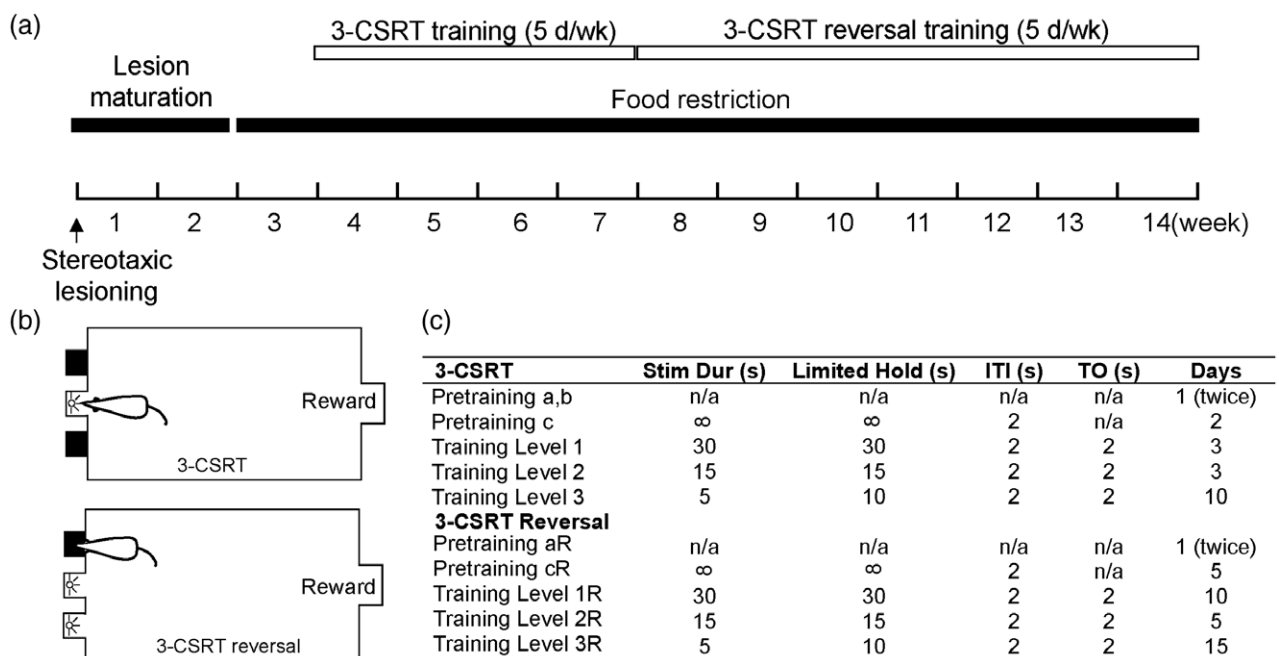 (a)
3-CSRT training (5 d/wk) 3-CSRT reversal training (5 d/wk)
Lesion
maturation
Food restriction
1 2 3 4 5 6 7 8 9 10 11 12 13 14(week)
Stereotaxic
lesioning
(b)
Reward
3-CSRT
Reward
3-CSRT reversal
(c)
3-CSRT Stim Dur (s) Limited Hold (s) ITI (s) TO (s) Days
Pretraining a,b n/a n/a n/a n/a 1 (twice)
Pretraining c ∞ ∞ 2 n/a 2
Training Level 1 30 30 2 2 3
Training Level 2 15 15 2 2 3
Training Level 3 5 10 2 2 10
3-CSRT Reversal
Pretraining aR n/a n/a n/a n/a 1 (twice)
Pretraining cR ∞ ∞ 2 n/a 5
Training Level 1R 30 30 2 2 10
Training Level 2R 15 15 2 2 5
Training Level 3R 5 10 2 2 15